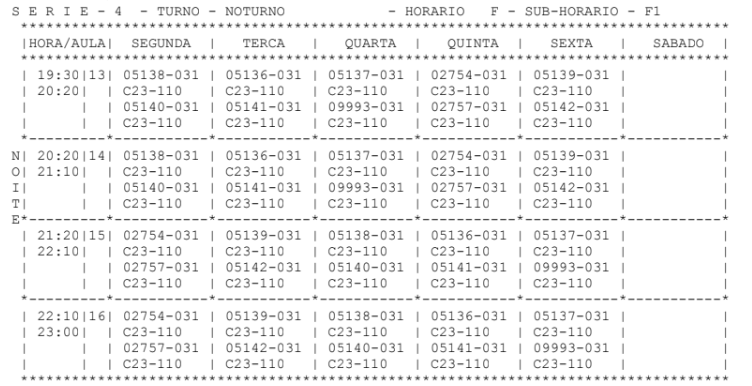 S E R I E - 4  - TURNO - NOTURNO            - HORARIO   F - SUB-HORARIO - F1
***************************************************************************
|HORA/AULA|  SEGUNDA  |   TERCA   |  QUARTA   |  QUINTA   |   SEXTA   |   SABADO  |
***************************************************************************
| 19:30|13| 05138-031 | 05136-031 | 05137-031 | 02754-031 | 05139-031 |           |
| 20:20|  | C23-110   | C23-110   | C23-110   | C23-110   | C23-110   |           |
|      |  | 05140-031 | 05141-031 | 09993-031 | 02757-031 | 05142-031 |           |
|      |  | C23-110   | C23-110   | C23-110   | C23-110   | C23-110   |           |
*---------*-----------*-----------*-----------*-----------*-----------*-----------*
N| 20:20|14| 05138-031 | 05136-031 | 05137-031 | 02754-031 | 05139-031 |           |
O| 21:10|  | C23-110   | C23-110   | C23-110   | C23-110   | C23-110   |           |
I|      |  | 05140-031 | 05141-031 | 09993-031 | 02757-031 | 05142-031 |           |
T|      |  | C23-110   | C23-110   | C23-110   | C23-110   | C23-110   |           |
E*---------*-----------*-----------*-----------*-----------*-----------*-----------*
| 21:20|15| 02754-031 | 05139-031 | 05138-031 | 05136-031 | 05137-031 |           |
| 22:10|  | C23-110   | C23-110   | C23-110   | C23-110   | C23-110   |           |
|      |  | 02757-031 | 05142-031 | 05140-031 | 05141-031 | 09993-031 |           |
|      |  | C23-110   | C23-110   | C23-110   | C23-110   | C23-110   |           |
*---------*-----------*-----------*-----------*-----------*-----------*-----------*
| 22:10|16| 02754-031 | 05139-031 | 05138-031 | 05136-031 | 05137-031 |           |
| 23:00|  | C23-110   | C23-110   | C23-110   | C23-110   | C23-110   |           |
|      |  | 02757-031 | 05142-031 | 05140-031 | 05141-031 | 09993-031 |           |
|      |  | C23-110   | C23-110   | C23-110   | C23-110   | C23-110   |           |
***************************************************************************